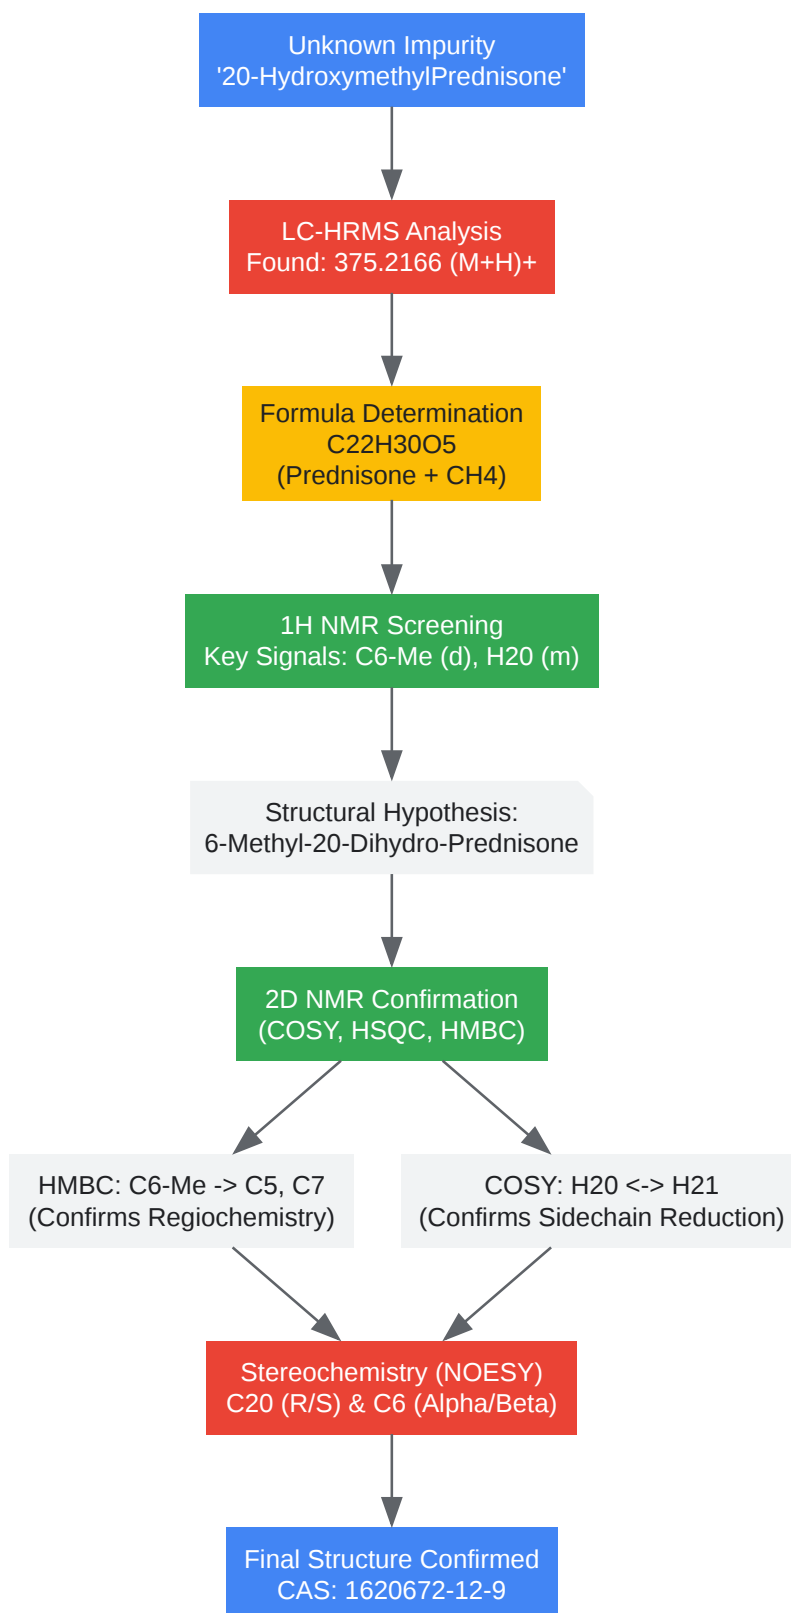 Unknown Impurity
'20-HydroxymethylPrednisone'
LC-HRMS Analysis
Found: 375.2166 (M+H)+
Formula Determination
C22H30O5
(Prednisone + CH4)
1H NMR Screening
Key Signals: C6-Me (d), H20 (m)
Structural Hypothesis:
6-Methyl-20-Dihydro-Prednisone
2D NMR Confirmation
(COSY, HSQC, HMBC)
HMBC: C6-Me -> C5, C7
(Confirms Regiochemistry)
COSY: H20 <-> H21
(Confirms Sidechain Reduction)
Stereochemistry (NOESY)
C20 (R/S) & C6 (Alpha/Beta)
Final Structure Confirmed
CAS: 1620672-12-9